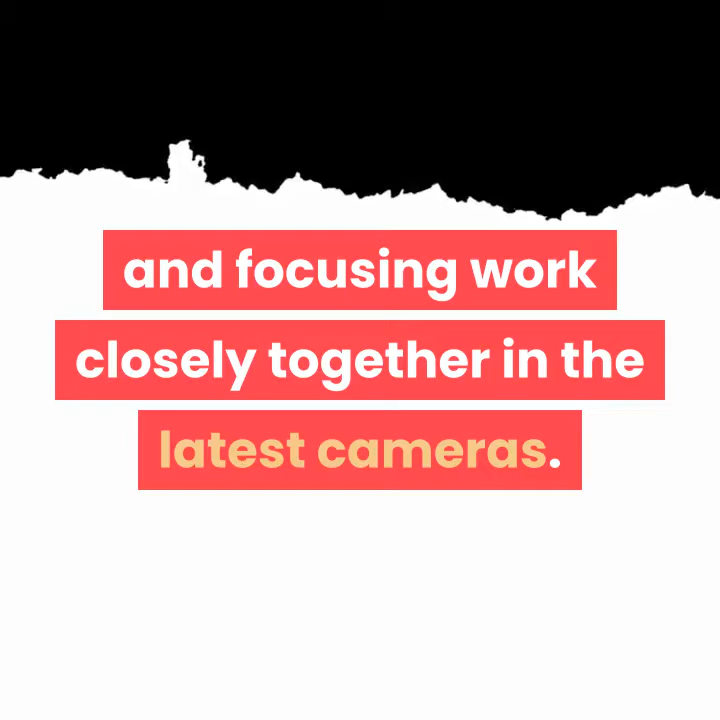 and focusing work
closely together in the
latest cameras.